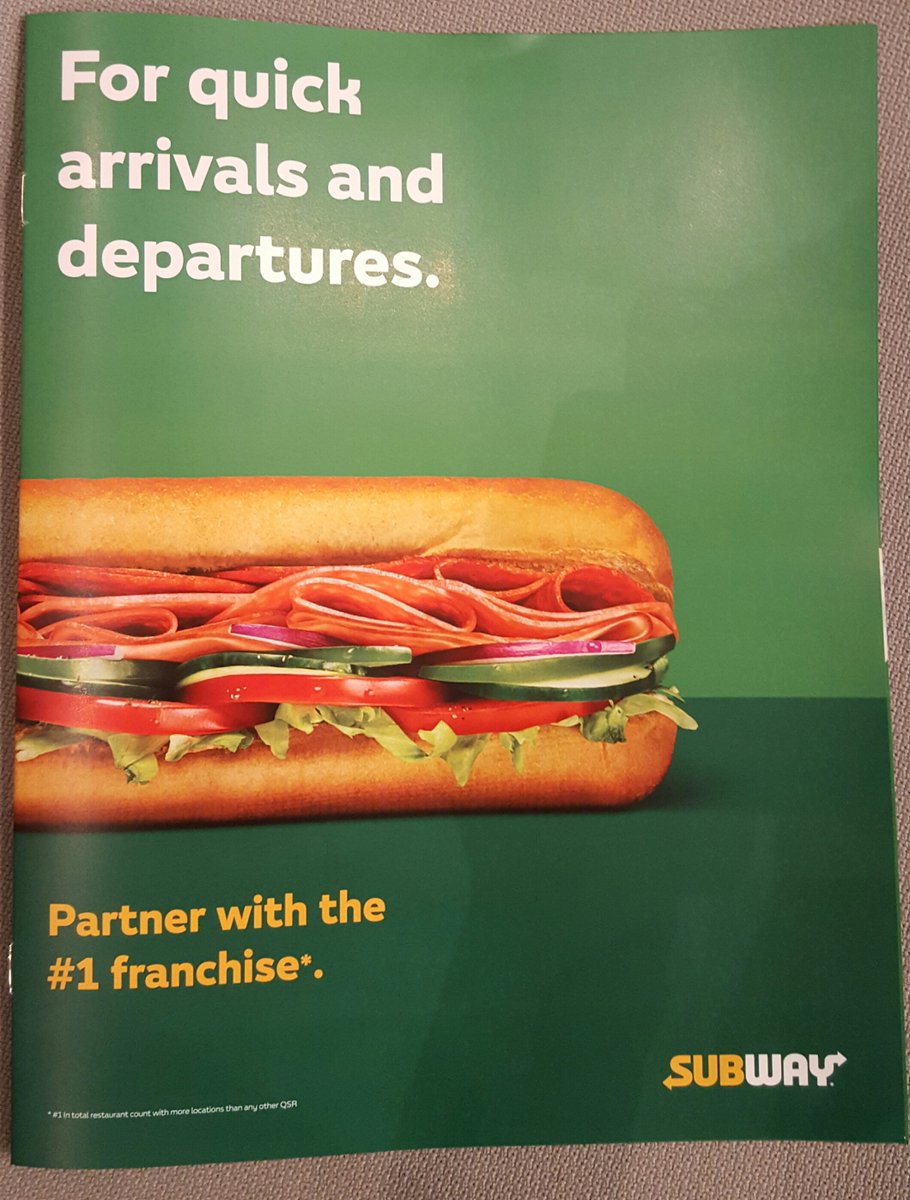 For quick
arrivals and
departures.
Partner with the
#1 franchise*.
SUBWAY
* #1 in total restaurant count with more locations than any other QSR